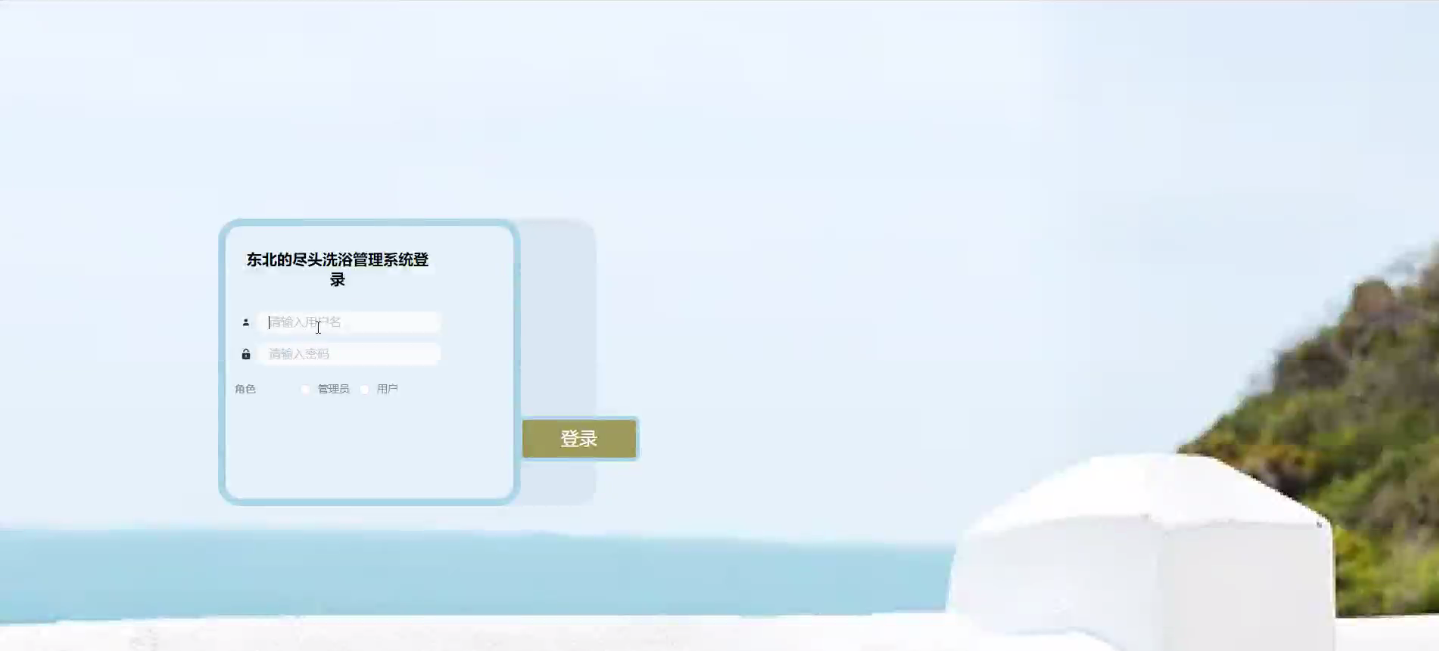 东北的尽头洗浴管理系统登
录
请输入用户名
请输入密码
角色 管理员 用户
登录